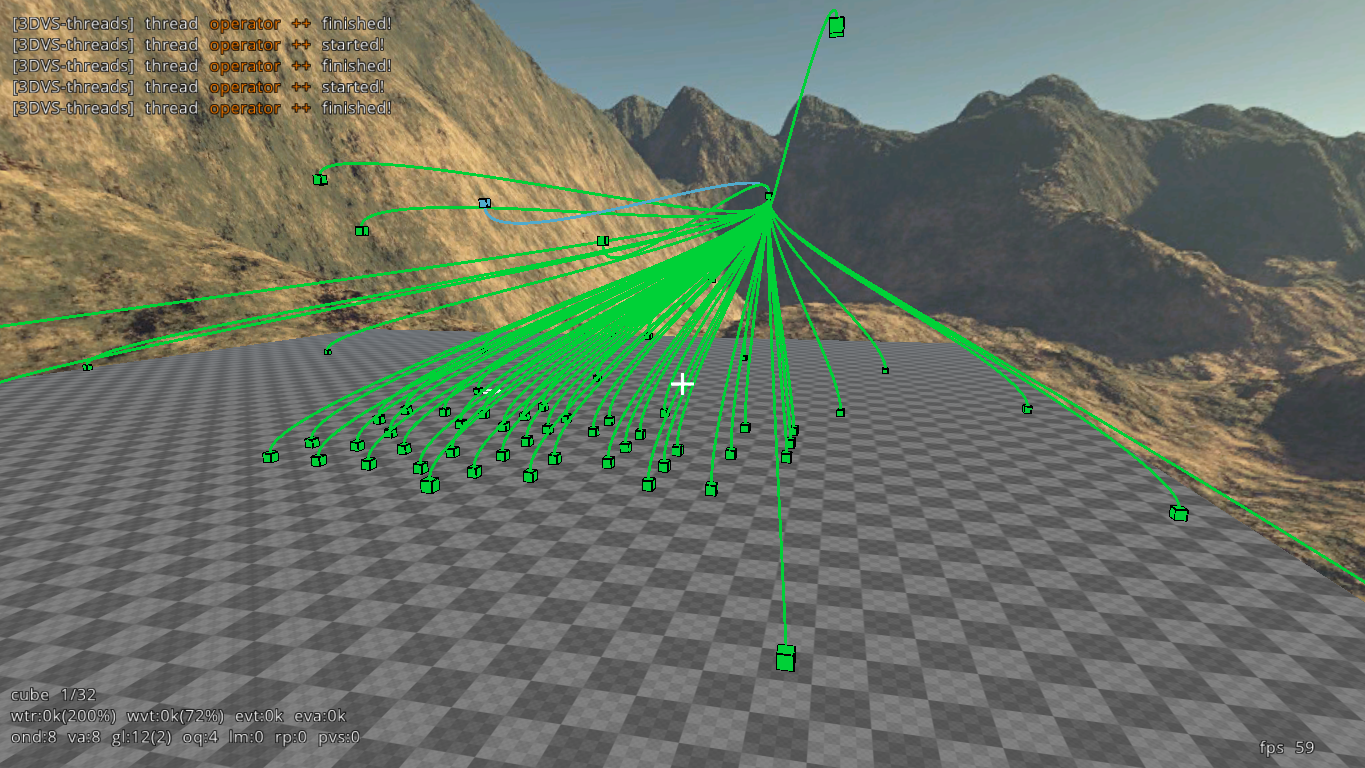 [3DVS-threads] thread operator ++ finished!
[3DVS-threads] thread operator ++ started!
[3DVS-threads] thread operator ++ finished!
[3DVS-threads] thread operator ++ started!
[3DVS-threads] thread operator ++ finished!
cube 1/32
wtr:0k(200%) wvt:0k(72%) evt:0k eva:0k
ond:8 va:8 gl:12(2) oq:4 lm:0 rp:0 pvs:0
fps 59